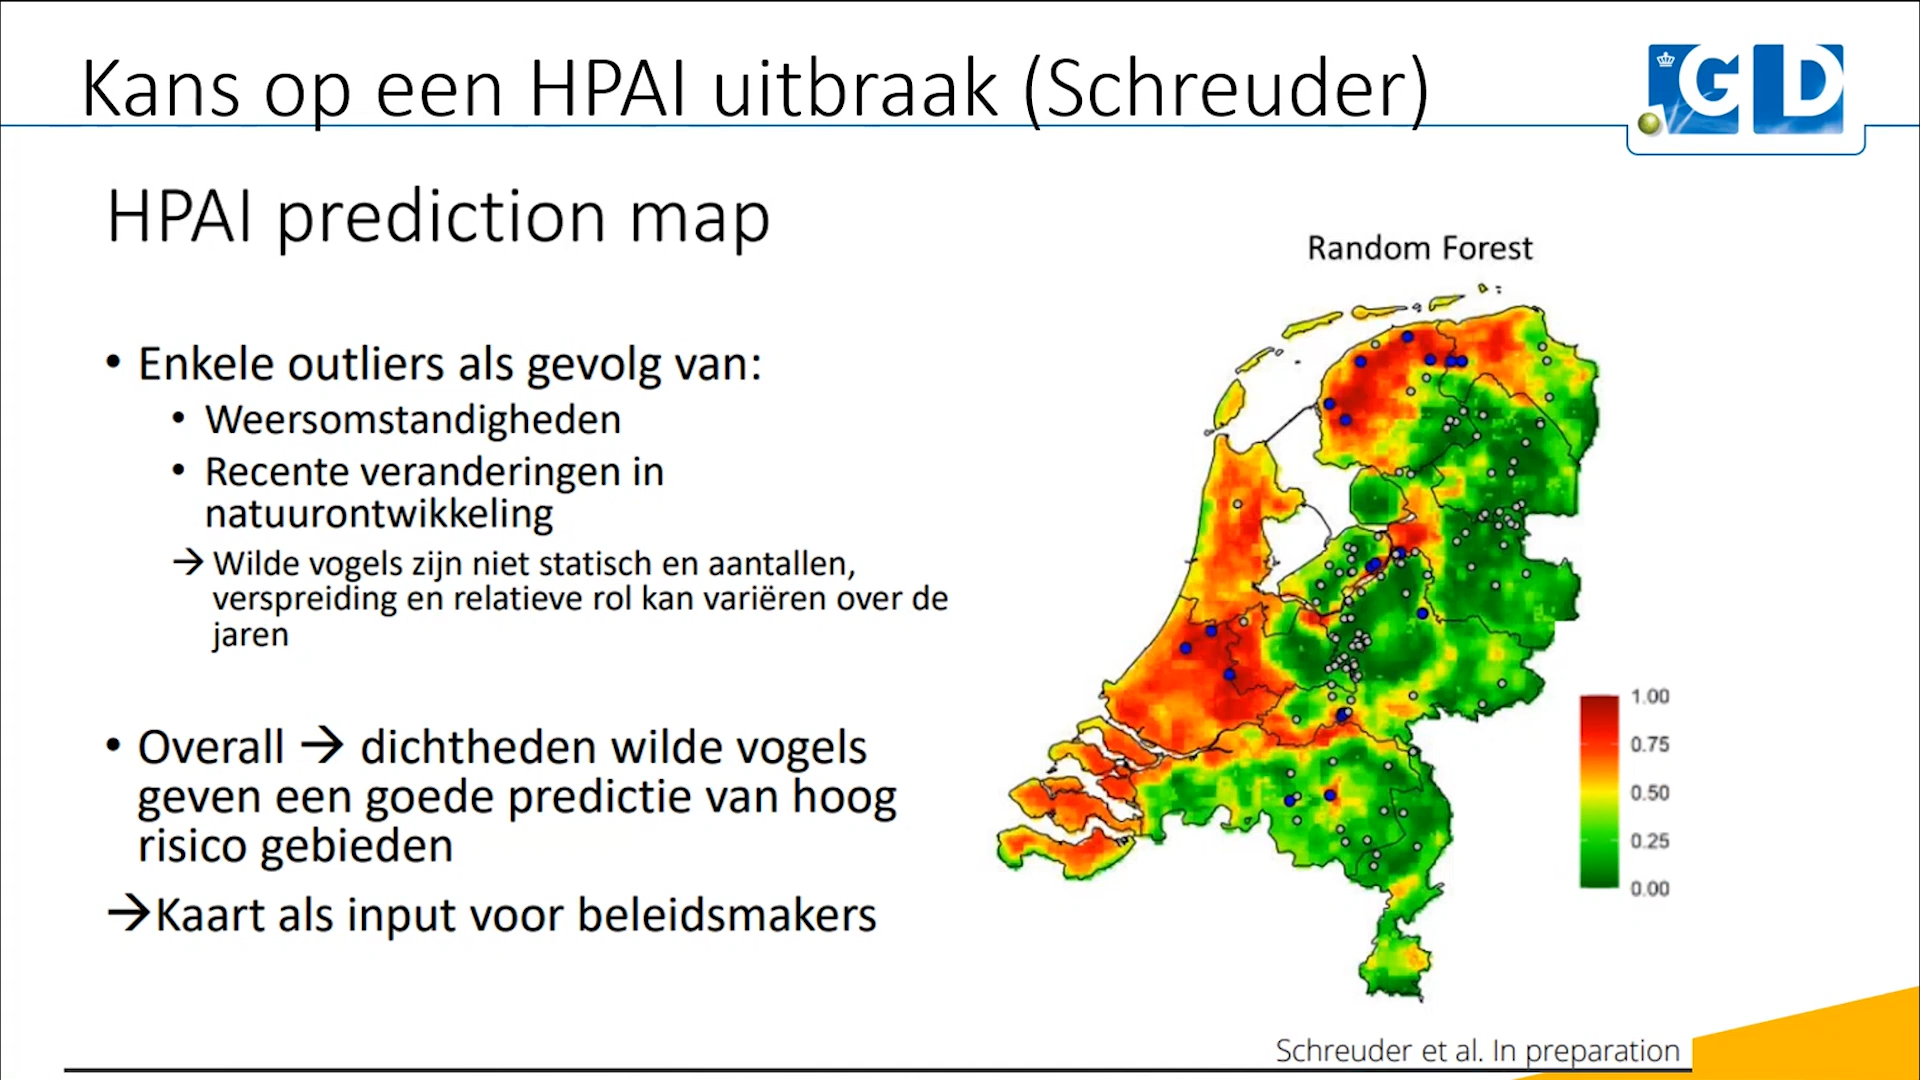 Kans op een HPAI uitbraak (Schreuder)
GD
HPAI prediction map
Random Forest
• Enkele outliers als gevolg van:
• Weersomstandigheden
• Recente veranderingen in
natuurontwikkeling
→ Wilde vogels zijn niet statisch en aantallen,
verspreiding en relatieve rol kan variëren over de
jaren
• Overall → dichtheden wilde vogels
geven een goede predictie van hoog
risico gebieden
→Kaart als input voor beleidsmakers
1.00
0.75
0.50
0.25
0.00
Schreuder et al. In preparation